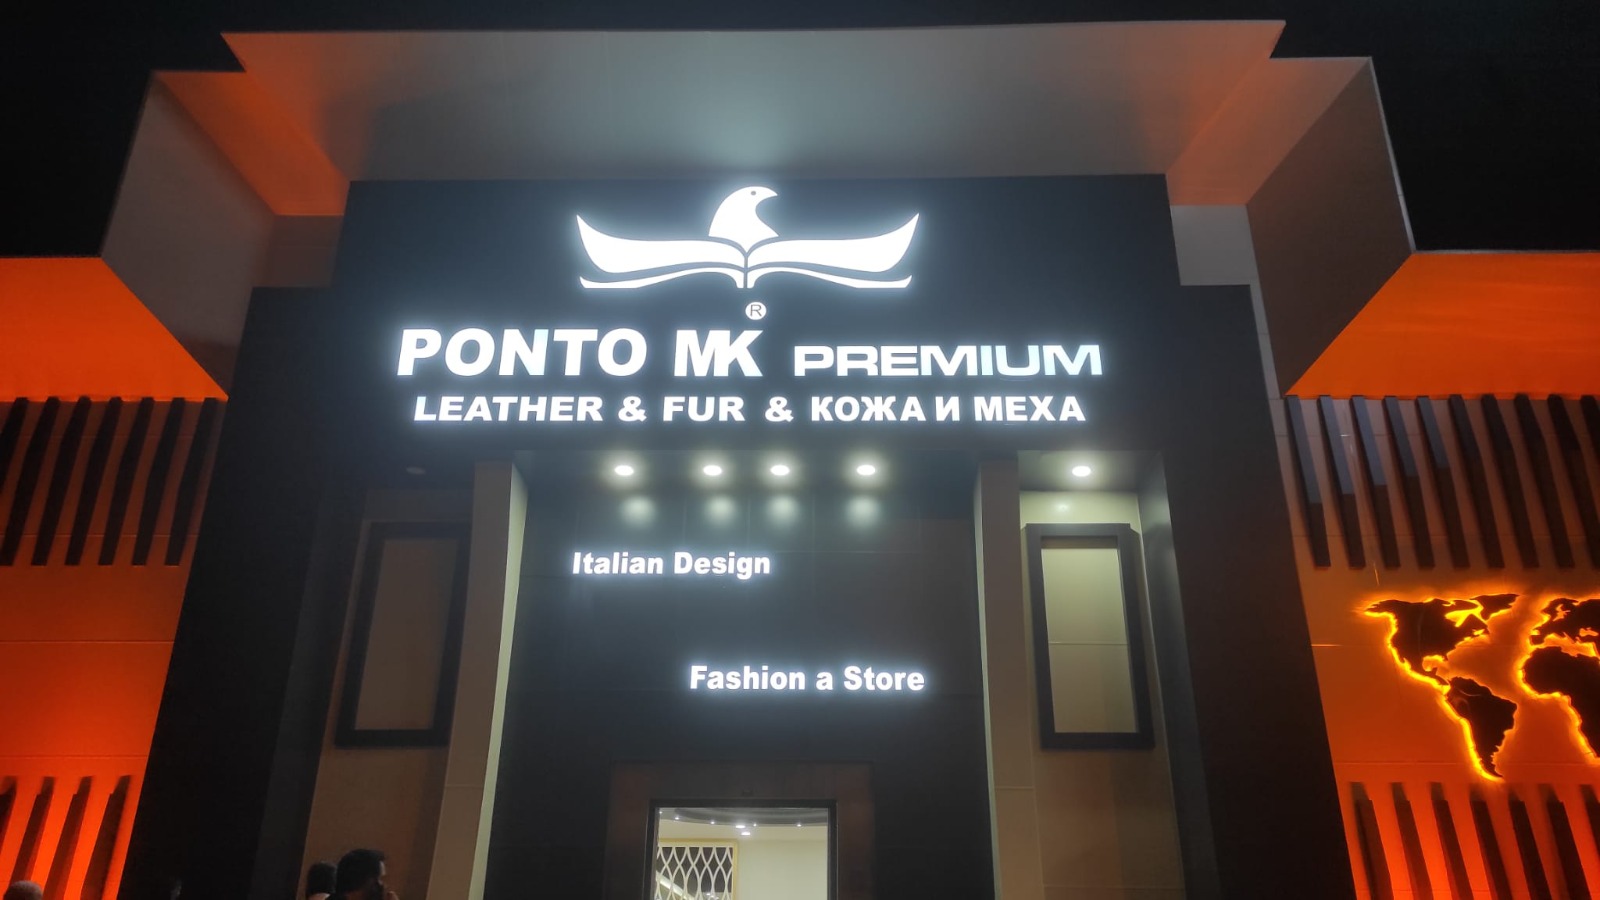 ®
PONTO MK PREMIUM
LEATHER & FUR & КОЖА И МЕХА
Italian Design
Fashion a Store